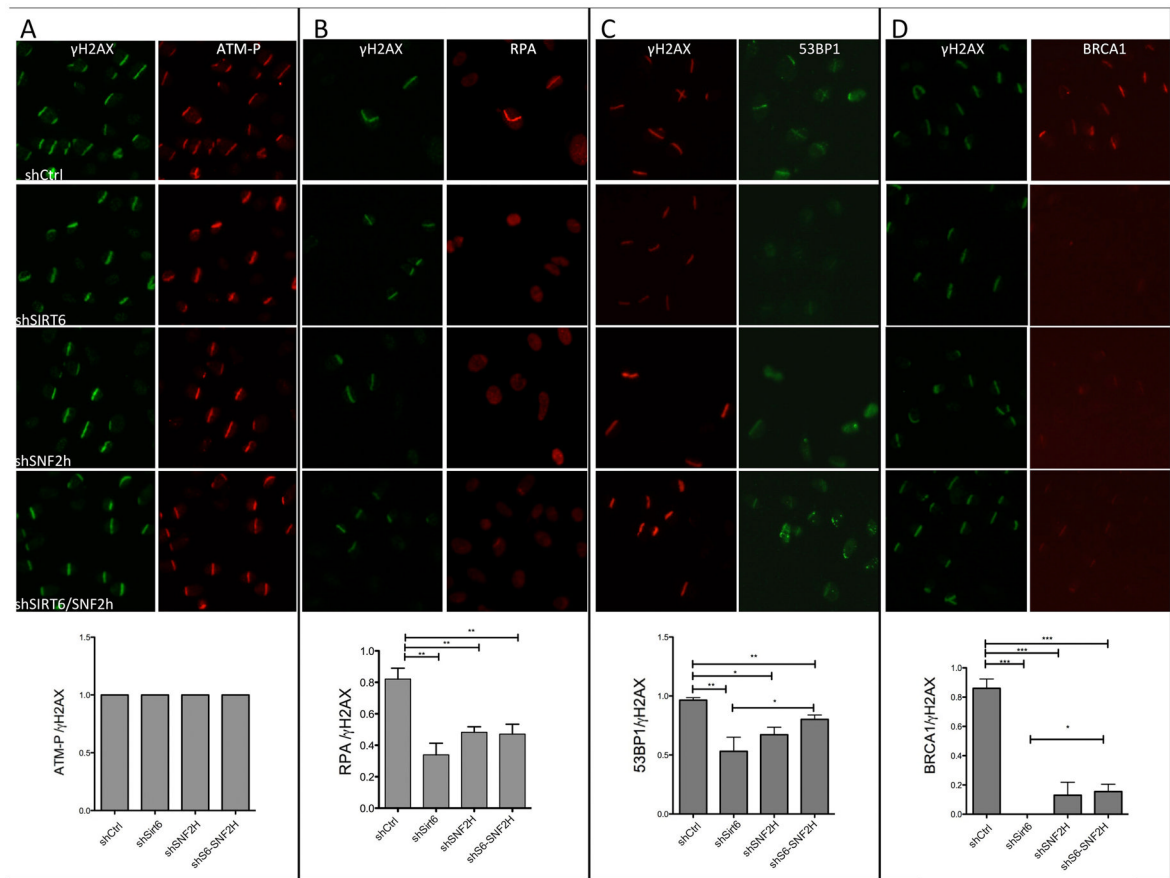 A
B
C
D
γH2AX ATM-P
γH2AX RPA
γH2AX 53BP1
γH2AX BRCA1
shCtrl
shSIRT6
shSNF2h
shSIRT6/SNF2h
ATM-P/γH2AX
1.5
1.0
0.5
0.0
shCtrl
shSirt6
shSNF2H
shS6-SNF2H
RPA/γH2AX
**
**
**
1.0
0.8
0.6
0.4
0.2
0.0
shCtrl
shSirt6
shSNF2H
shS6-SNF2H
53BP1/γH2AX
**
*
**
*
1.5
1.0
0.5
0.0
shCtrl
shSirt6
shSNF2H
shS6-SNF2H
BRCA1/γH2AX
***
***
***
*
1.0
0.8
0.6
0.4
0.2
0.0
shCtrl
shSirt6
shSNF2H
shS6-SNF2H